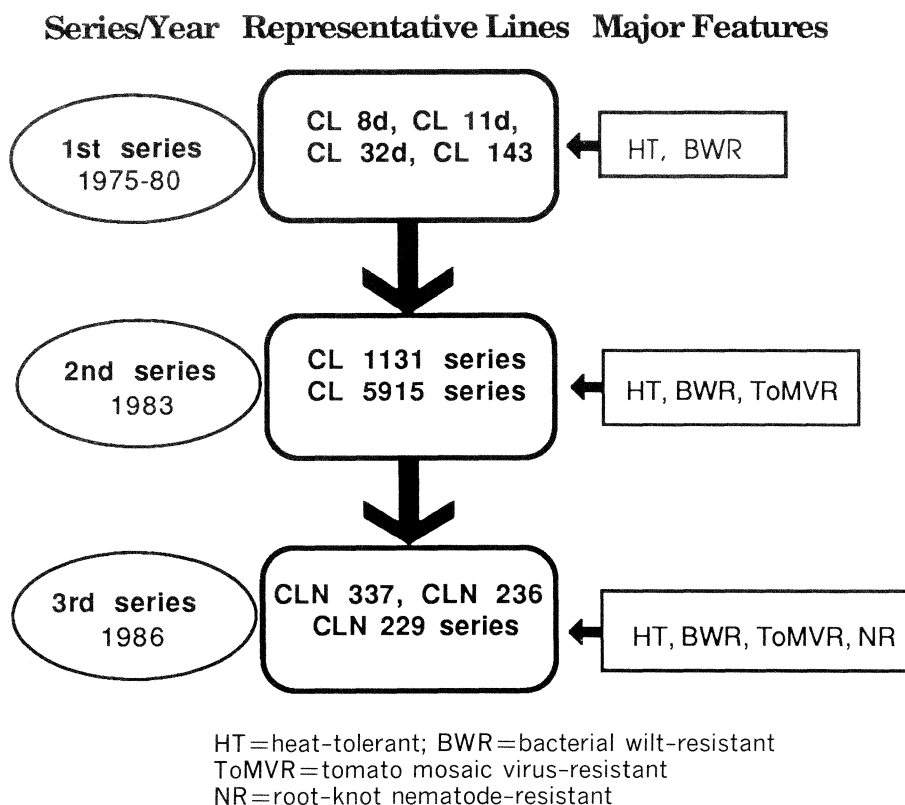 Series/Year Representative Lines Major Features
1st series
1975-80
CL 8d, CL 11d,
CL 32d, CL 143
HT, BWR
2nd series
1983
CL 1131 series
CL 5915 series
HT, BWR, ToMVR
3rd series
1986
CLN 337, CLN 236
CLN 229 series
HT, BWR, ToMVR, NR
HT=heat-tolerant; BWR=bacterial wilt-resistant
ToMVR=tomato mosaic virus-resistant
NR=root-knot nematode-resistant